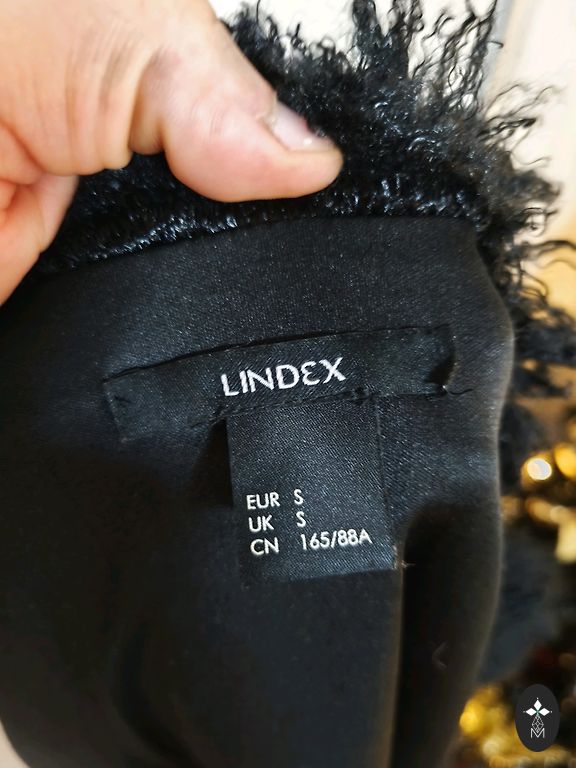 LINDEX
EUR S
UK S
CN 165/88A
M